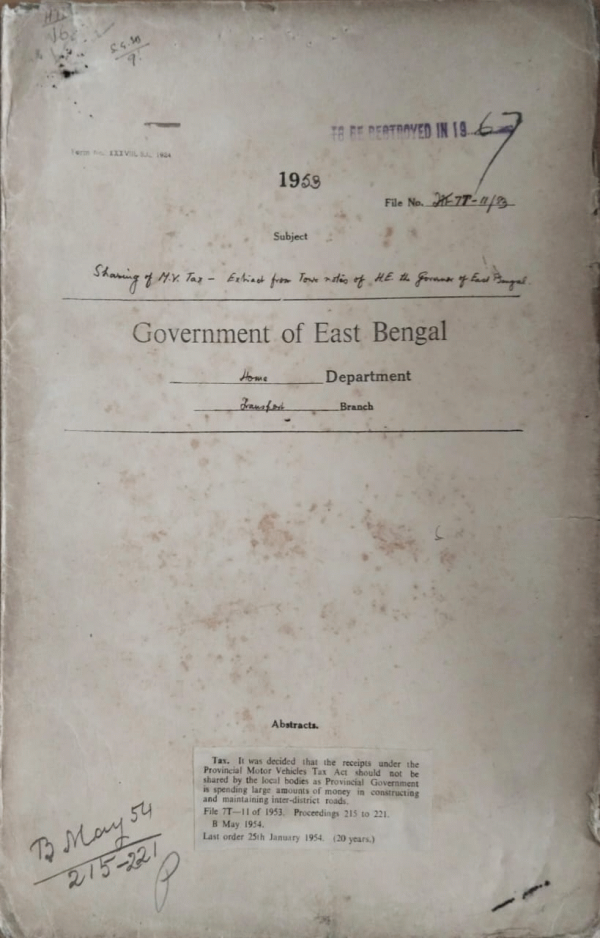 TO BE DESTROYED IN 19 67
1953
File No. 7T-11/53
Subject
Sharing of M.V. Tax - Extract from Tour notes of H.E. the Governor of East Bengal.
Government of East Bengal
Home Department
Transport Branch
Abstracts.
Tax. It was decided that the receipts under the
Provincial Motor Vehicles Tax Act should not be
shared by the local bodies as Provincial Government
is spending large amounts of money in constructing
and maintaining inter-district roads.
File 7T—11 of 1953. Proceedings 215 to 221.
B May 1954.
Last order 25th January 1954. (20 years.)
B May 54
215-221